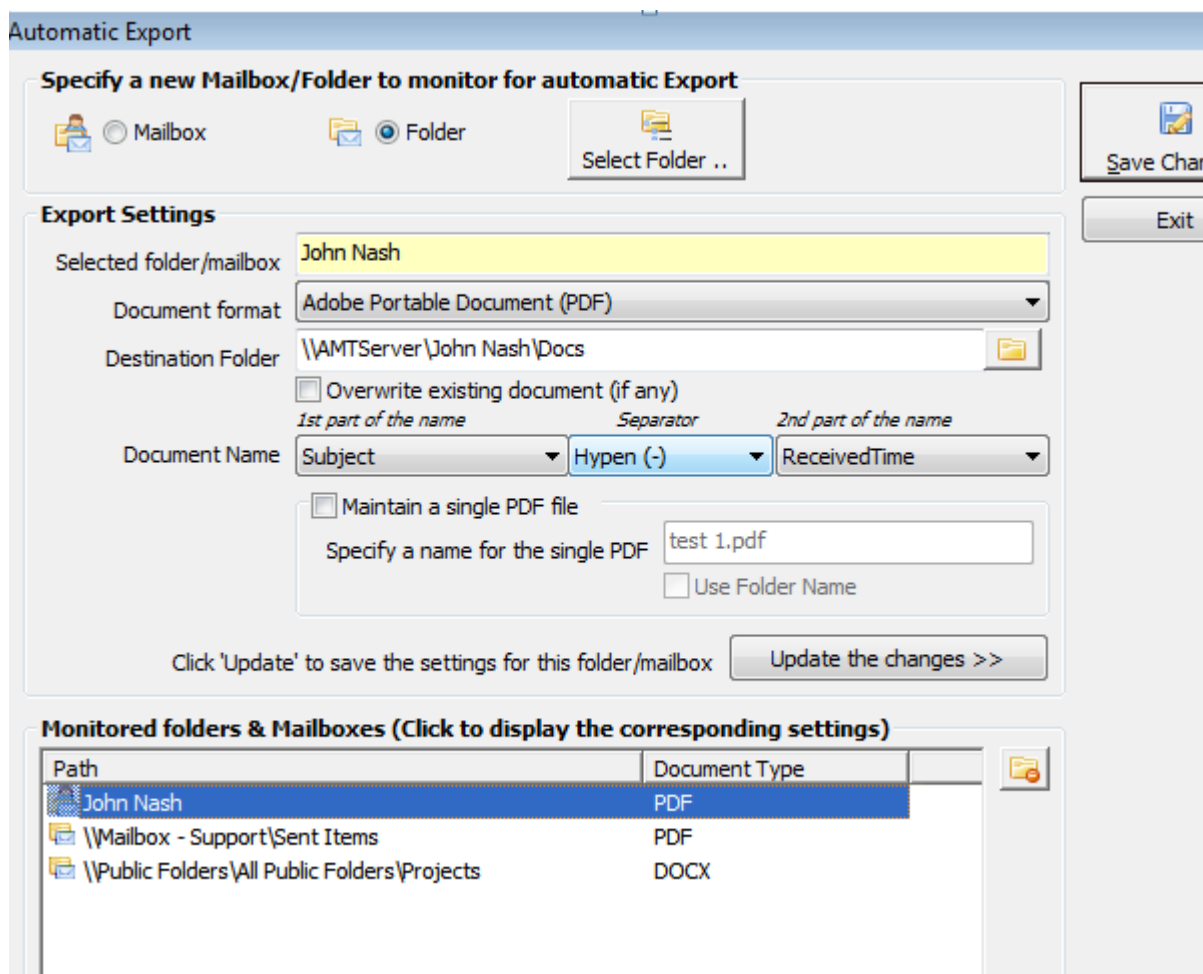 Automatic Export
Specify a new Mailbox/Folder to monitor for automatic Export
Mailbox
Folder
Select Folder ..
Save Chan
Exit
Export Settings
Selected folder/mailbox John Nash
Document format Adobe Portable Document (PDF)
Destination Folder \\AMTServer\John Nash\Docs
Overwrite existing document (if any)
1st part of the name Separator 2nd part of the name
Document Name Subject Hypen (-) ReceivedTime
Maintain a single PDF file
Specify a name for the single PDF test 1.pdf
Use Folder Name
Click 'Update' to save the settings for this folder/mailbox Update the changes >>
Monitored folders & Mailboxes (Click to display the corresponding settings)
Path Document Type
John Nash PDF
\\Mailbox - Support\Sent Items PDF
\\Public Folders\All Public Folders\Projects DOCX